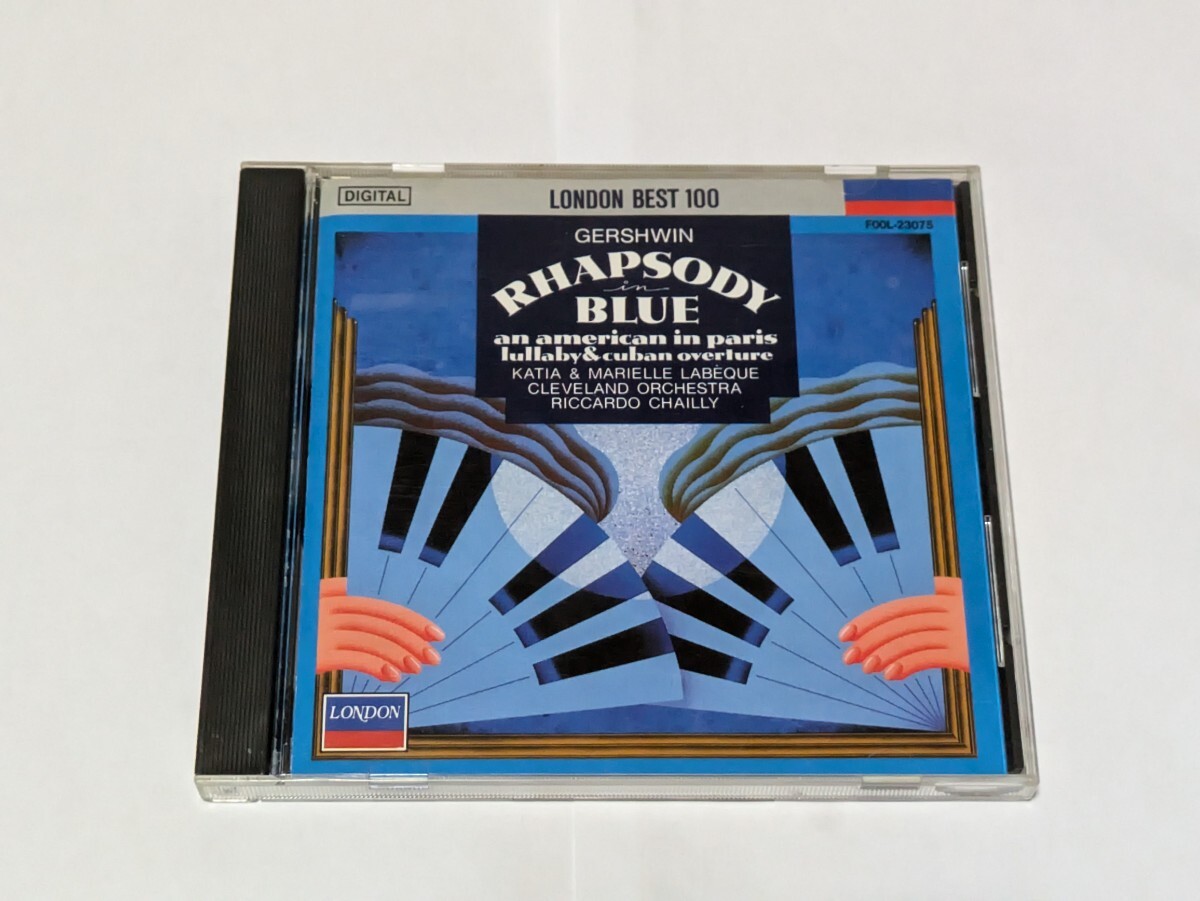 DIGITAL
LONDON BEST 100
F00L-23075
GERSHWIN
RHAPSODY
in
BLUE
an american in paris
lullaby&cuban overture
KATIA & MARIELLE LABÈQUE
CLEVELAND ORCHESTRA
RICCARDO CHAILLY
LONDON